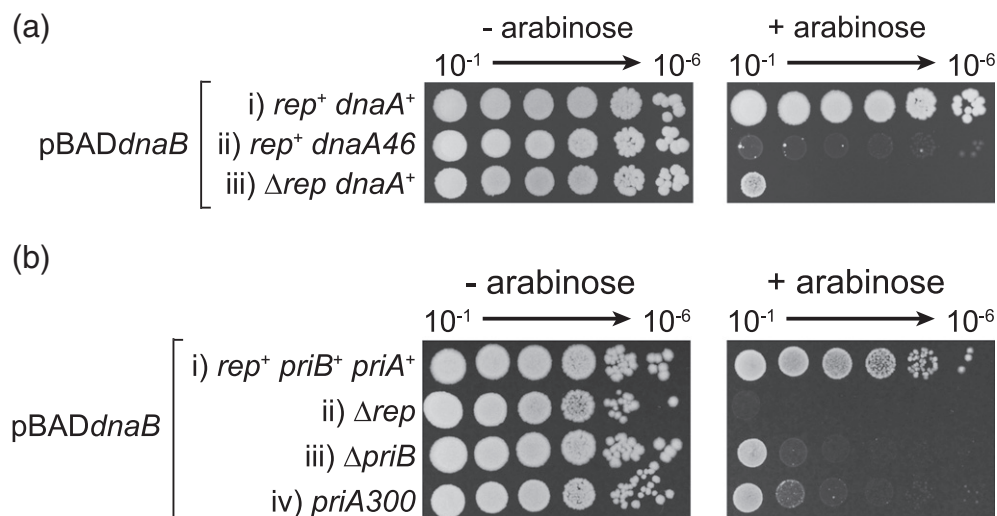 (a)
- arabinose + arabinose
10⁻¹ 10⁻⁶ 10⁻¹ 10⁻⁶
pBADdnaB
i) rep⁺ dnaA⁺
ii) rep⁺ dnaA46
iii) Δrep dnaA⁺
(b)
- arabinose + arabinose
10⁻¹ 10⁻⁶ 10⁻¹ 10⁻⁶
pBADdnaB
i) rep⁺ priB⁺ priA⁺
ii) Δrep
iii) ΔpriB
iv) priA300